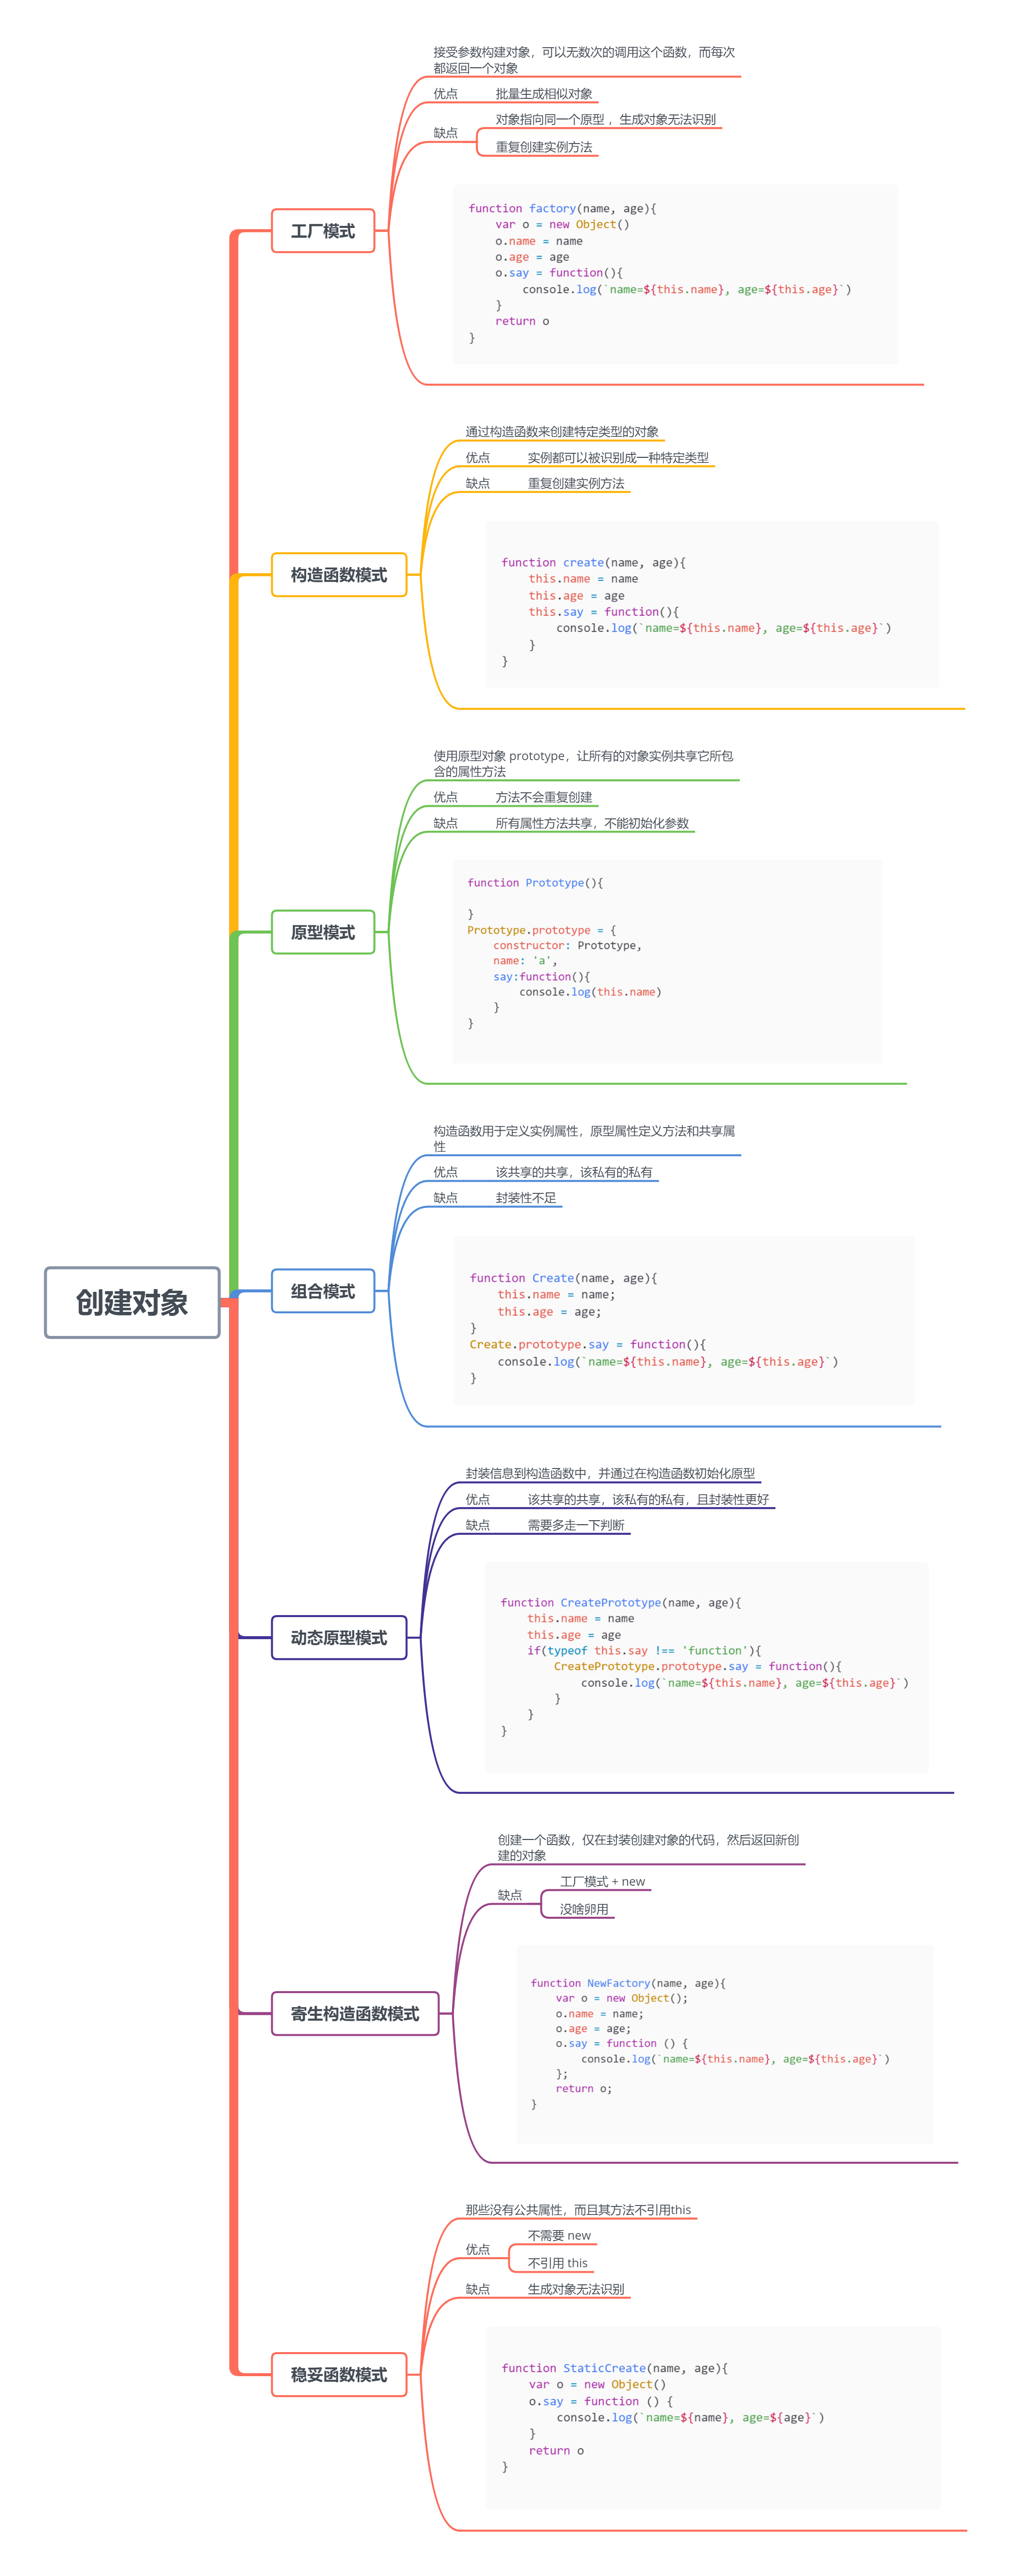 创建对象
工厂模式
接受参数构建对象，可以无数次的调用这个函数，而每次
都返回一个对象
优点
批量生成相似对象
缺点
对象指向同一个原型 ，生成对象无法识别
重复创建实例方法
function factory(name, age){
    var o = new Object()
    o.name = name
    o.age = age
    o.say = function(){
        console.log(`name=${this.name}, age=${this.age}`)
    }
    return o
}
构造函数模式
通过构造函数来创建特定类型的对象
优点
实例都可以被识别成一种特定类型
缺点
重复创建实例方法
function create(name, age){
    this.name = name
    this.age = age
    this.say = function(){
        console.log(`name=${this.name}, age=${this.age}`)
    }
}
原型模式
使用原型对象 prototype，让所有的对象实例共享它所包
含的属性方法
优点
方法不会重复创建
缺点
所有属性方法共享，不能初始化参数
function Prototype(){
}
Prototype.prototype = {
    constructor: Prototype,
    name: 'a',
    say:function(){
        console.log(this.name)
    }
}
组合模式
构造函数用于定义实例属性，原型属性定义方法和共享属
性
优点
该共享的共享，该私有的私有
缺点
封装性不足
function Create(name, age){
    this.name = name;
    this.age = age;
}
Create.prototype.say = function(){
    console.log(`name=${this.name}, age=${this.age}`)
}
动态原型模式
封装信息到构造函数中，并通过在构造函数初始化原型
优点
该共享的共享，该私有的私有，且封装性更好
缺点
需要多走一下判断
function CreatePrototype(name, age){
    this.name = name
    this.age = age
    if(typeof this.say !== 'function'){
        CreatePrototype.prototype.say = function(){
            console.log(`name=${this.name}, age=${this.age}`)
        }
    }
}
寄生构造函数模式
创建一个函数，仅在封装创建对象的代码，然后返回新创
建的对象
缺点
工厂模式 + new
没啥卵用
function NewFactory(name, age){
    var o = new Object();
    o.name = name;
    o.age = age;
    o.say = function () {
        console.log(`name=${this.name}, age=${this.age}`)
    };
    return o;
}
稳妥函数模式
那些没有公共属性，而且其方法不引用this
优点
不需要 new
不引用 this
缺点
生成对象无法识别
function StaticCreate(name, age){
    var o = new Object()
    o.say = function () {
        console.log(`name=${name}, age=${age}`)
    }
    return o
}